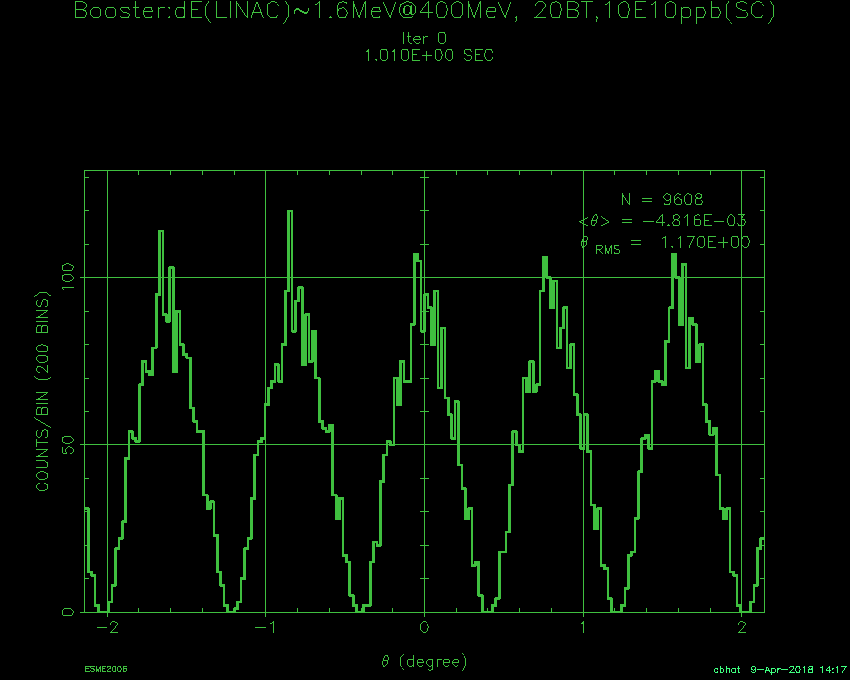 Booster:dE(LINAC)~1.6MeV@400MeV, 20BT,10E10ppb(SC)
Iter 0
1.010E+00 SEC
N = 9608
<θ> = -4.816E-03
θ RMS = 1.170E+00
COUNTS/BIN (200 BINS)
100
50
0
-2 -1 0 1 2
θ (degree)
ESME2006
cbhat 9-Apr-2018 14:17